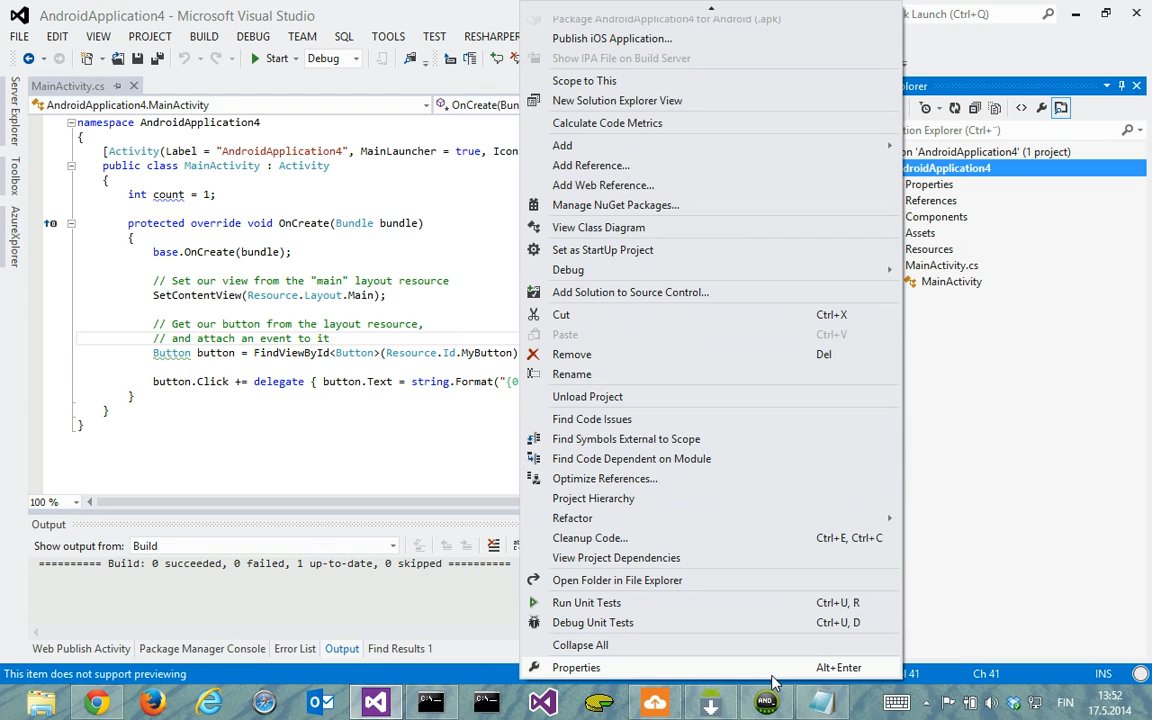 AndroidApplication4 - Microsoft Visual Studio
k Launch (Ctrl+Q)
FILE EDIT VIEW PROJECT BUILD DEBUG TEAM SQL TOOLS TEST RESHARPER
Start Debug
MainActivity.cs
AndroidApplication4.MainActivity
OnCreate(Bun
Server Explorer
Toolbox
AzureXplorer
namespace AndroidApplication4
{
[Activity(Label = "AndroidApplication4", MainLauncher = true, Icon
public class MainActivity : Activity
{
int count = 1;
protected override void OnCreate(Bundle bundle)
{
base.OnCreate(bundle);
// Set our view from the "main" layout resource
SetContentView(Resource.Layout.Main);
// Get our button from the layout resource,
// and attach an event to it
Button button = FindViewById<Button>(Resource.Id.MyButton)
button.Click += delegate { button.Text = string.Format("{0
}
}
}
100 %
Output
Show output from: Build
========== Build: 0 succeeded, 0 failed, 1 up-to-date, 0 skipped ==========
Web Publish Activity Package Manager Console Error List Output Find Results 1
Package AndroidApplication4 for Android (.apk)
Publish iOS Application...
Show IPA File on Build Server
Scope to This
New Solution Explorer View
Calculate Code Metrics
Add
Add Reference...
Add Web Reference...
Manage NuGet Packages...
View Class Diagram
Set as StartUp Project
Debug
Add Solution to Source Control...
Cut Ctrl+X
Paste Ctrl+V
Remove Del
Rename
Unload Project
Find Code Issues
Find Symbols External to Scope
Find Code Dependent on Module
Optimize References...
Project Hierarchy
Refactor
Cleanup Code... Ctrl+E, Ctrl+C
View Project Dependencies
Open Folder in File Explorer
Run Unit Tests Ctrl+U, R
Debug Unit Tests Ctrl+U, D
Collapse All
Properties Alt+Enter
plorer
tion Explorer (Ctrl+¨)
on 'AndroidApplication4' (1 project)
droidApplication4
Properties
References
Components
Assets
Resources
MainActivity.cs
MainActivity
This item does not support previewing
l 41 Ch 41 INS
AND_
FIN
13:52
17.5.2014